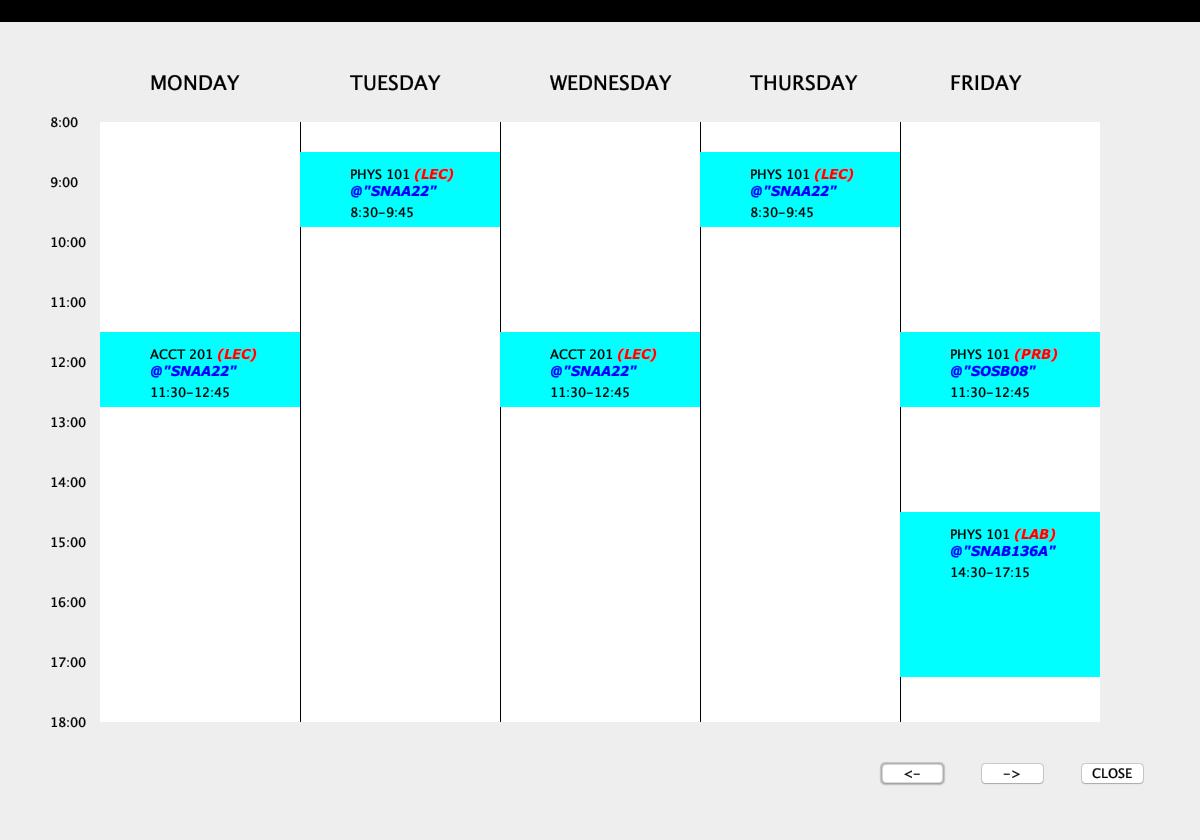 MONDAY TUESDAY WEDNESDAY THURSDAY FRIDAY
8:00
PHYS 101 (LEC) PHYS 101 (LEC)
9:00 @"SNAA22" @"SNAA22"
8:30-9:45 8:30-9:45
10:00
11:00
ACCT 201 (LEC) ACCT 201 (LEC) PHYS 101 (PRB)
12:00 @"SNAA22" @"SNAA22" @"SOSB08"
11:30-12:45 11:30-12:45 11:30-12:45
13:00
14:00
PHYS 101 (LAB)
15:00 @"SNAB136A"
14:30-17:15
16:00
17:00
18:00
<- -> CLOSE